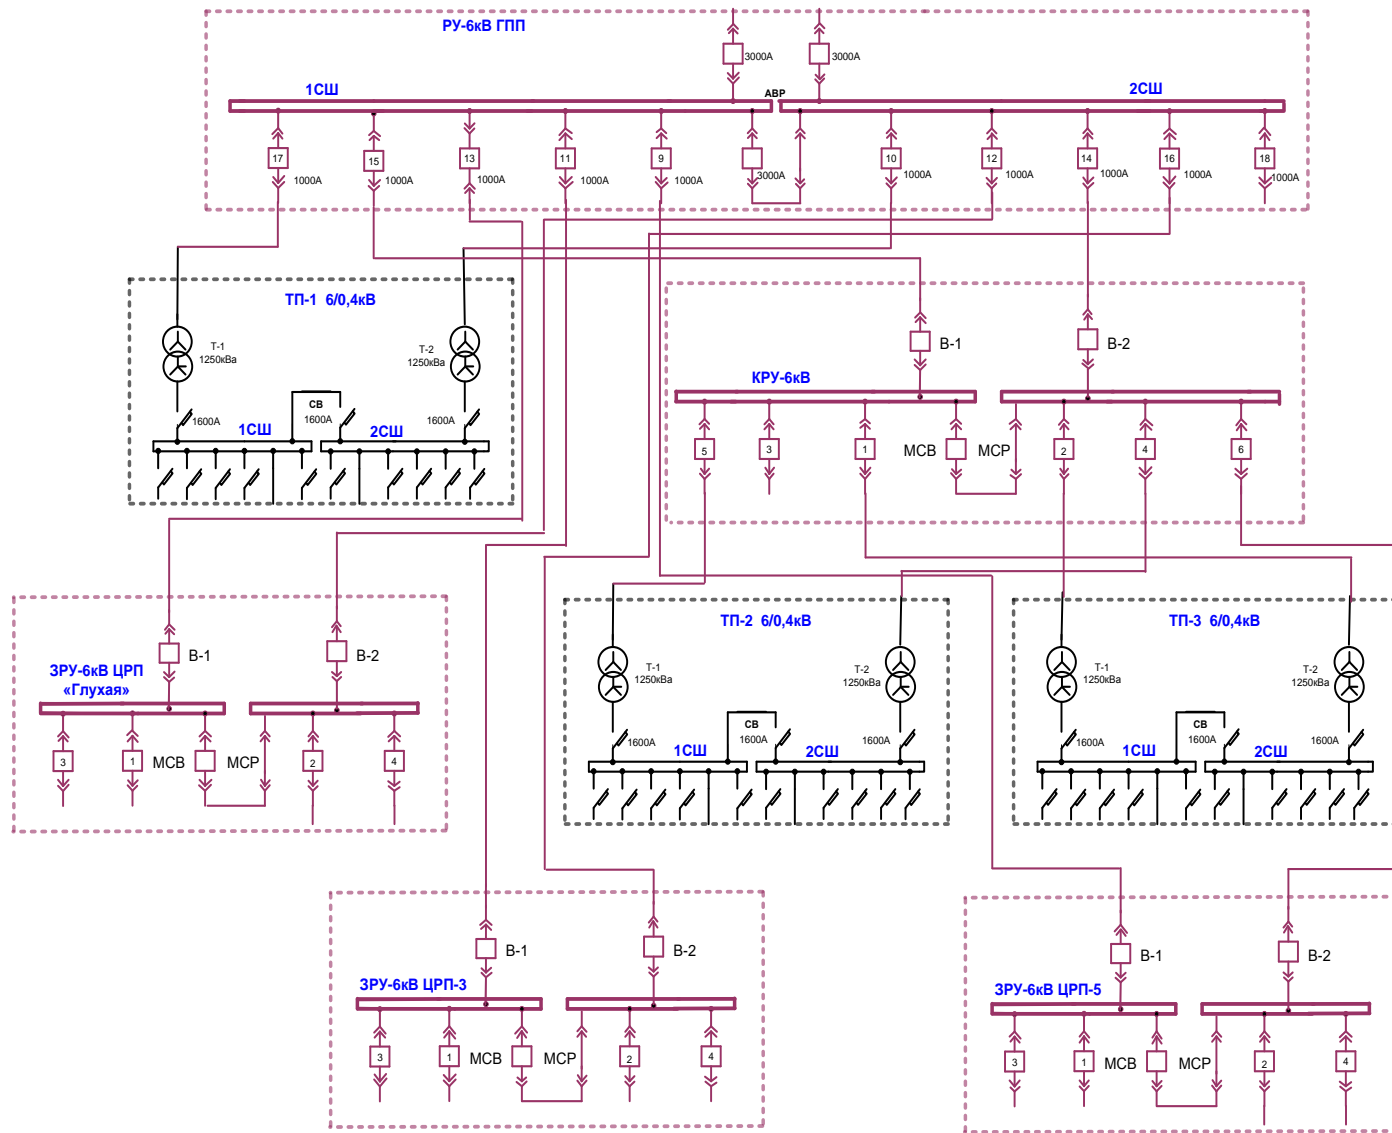 РУ-6кВ ГПП
3000А
3000А
1СШ
АВР
2СШ
17
15
13
11
9
10
12
14
16
18
1000А
1000А
1000А
1000А
1000А
3000А
1000А
1000А
1000А
1000А
1000А
ТП-1 6/0,4кВ
Т-1
1250кВа
Т-2
1250кВа
1600А
СВ
1600А
1600А
1СШ
2СШ
В-1
В-2
КРУ-6кВ
5
3
1
МСВ
МСР
2
4
6
ЗРУ-6кВ ЦРП
«Глухая»
В-1
В-2
3
1
МСВ
МСР
2
4
ТП-2 6/0,4кВ
Т-1
1250кВа
Т-2
1250кВа
1600А
СВ
1600А
1600А
1СШ
2СШ
ТП-3 6/0,4кВ
Т-1
1250кВа
Т-2
1250кВа
1600А
СВ
1600А
1600А
1СШ
2СШ
В-1
В-2
ЗРУ-6кВ ЦРП-3
3
1
МСВ
МСР
2
4
В-1
В-2
ЗРУ-6кВ ЦРП-5
3
1
МСВ
МСР
2
4